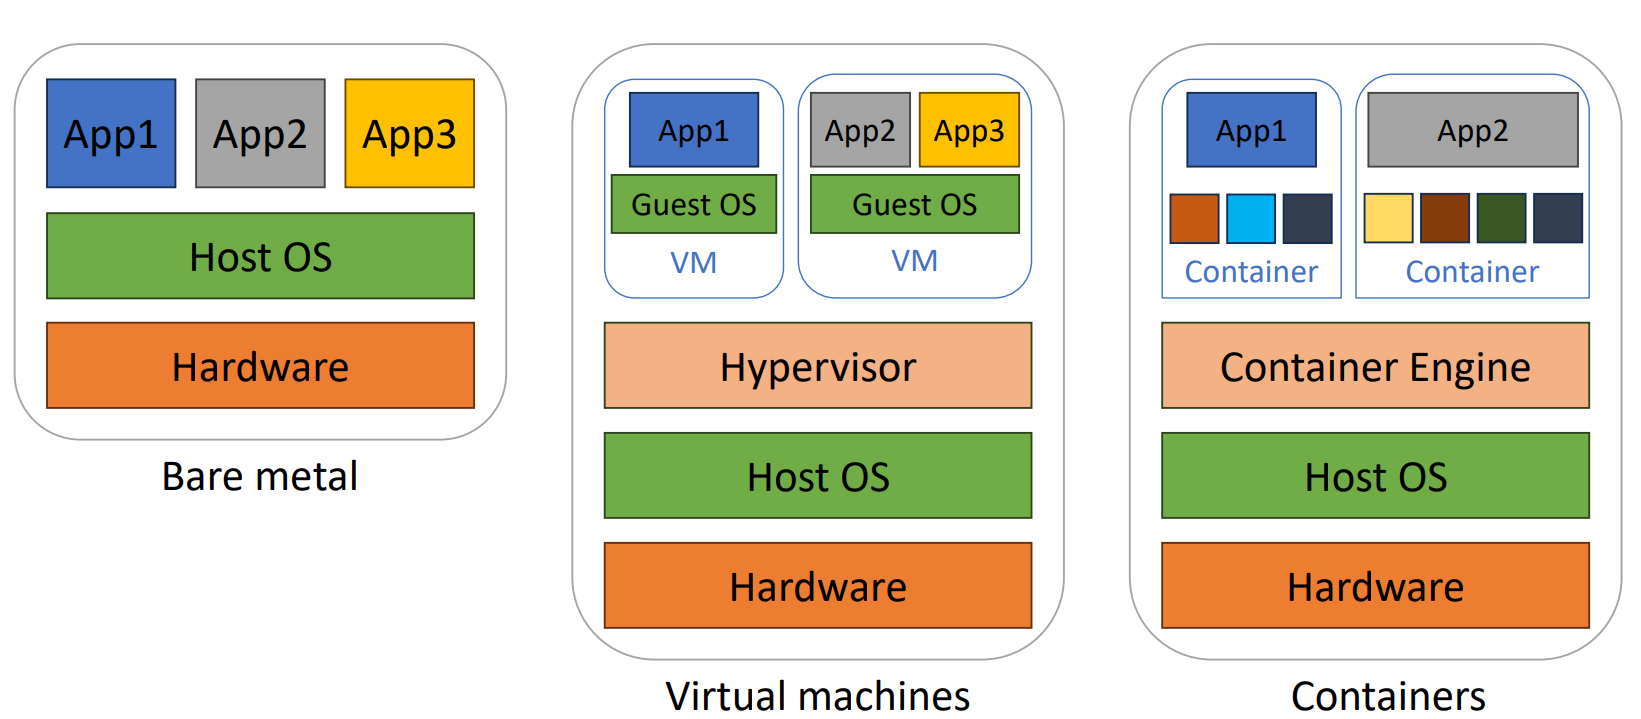 App1 App2 App3
Host OS
Hardware
Bare metal
App1 App2 App3
Guest OS Guest OS
VM VM
Hypervisor
Host OS
Hardware
Virtual machines
App1 App2
Container Container
Container Engine
Host OS
Hardware
Containers